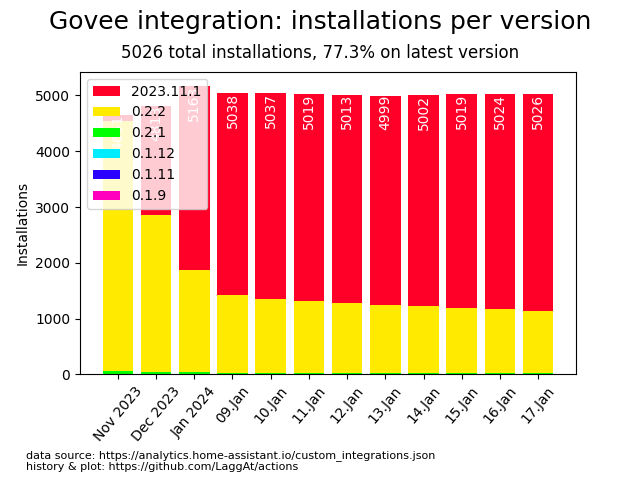 Govee integration: installations per version
5026 total installations, 77.3% on latest version
Installations
5000
4000
3000
2000
1000
0
2023.11.1
0.2.2
0.2.1
0.1.12
0.1.11
0.1.9
5038
5037
5019
5013
4999
5002
5019
5024
5026
Nov 2023
Dec 2023
Jan 2024
09.Jan
10.Jan
11.Jan
12.Jan
13.Jan
14.Jan
15.Jan
16.Jan
17.Jan
data source: https://analytics.home-assistant.io/custom_integrations.json
history & plot: https://github.com/LaggAt/actions